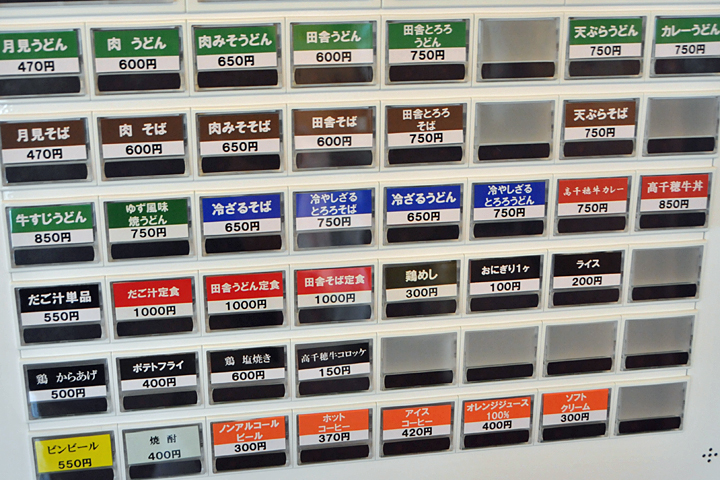 月見うどん
470円
肉 うどん
600円
肉みそうどん
650円
田舎うどん
600円
田舎とろろ
うどん
750円
天ぷらうどん
750円
カレーうどん
750円
月見そば
470円
肉 そば
600円
肉みそそば
650円
田舎そば
600円
田舎とろろ
そば
750円
天ぷらそば
750円
牛すじうどん
850円
ゆず風味
焼うどん
750円
冷ざるそば
650円
冷やしざる
とろろそば
750円
冷ざるうどん
650円
冷やしざる
とろろうどん
750円
高千穂牛カレー
750円
高千穂牛丼
850円
だご汁単品
550円
だご汁定食
1000円
田舎うどん定食
1000円
田舎そば定食
1000円
鶏めし
300円
おにぎり1ヶ
100円
ライス
200円
鶏 からあげ
500円
ポテトフライ
400円
鶏 塩焼き
600円
高千穂牛コロッケ
150円
ビンビール
550円
焼 酎
400円
ノンアルコール
ビール
300円
ホット
コーヒー
370円
アイス
コーヒー
420円
オレンジジュース
100%
400円
ソフト
クリーム
300円